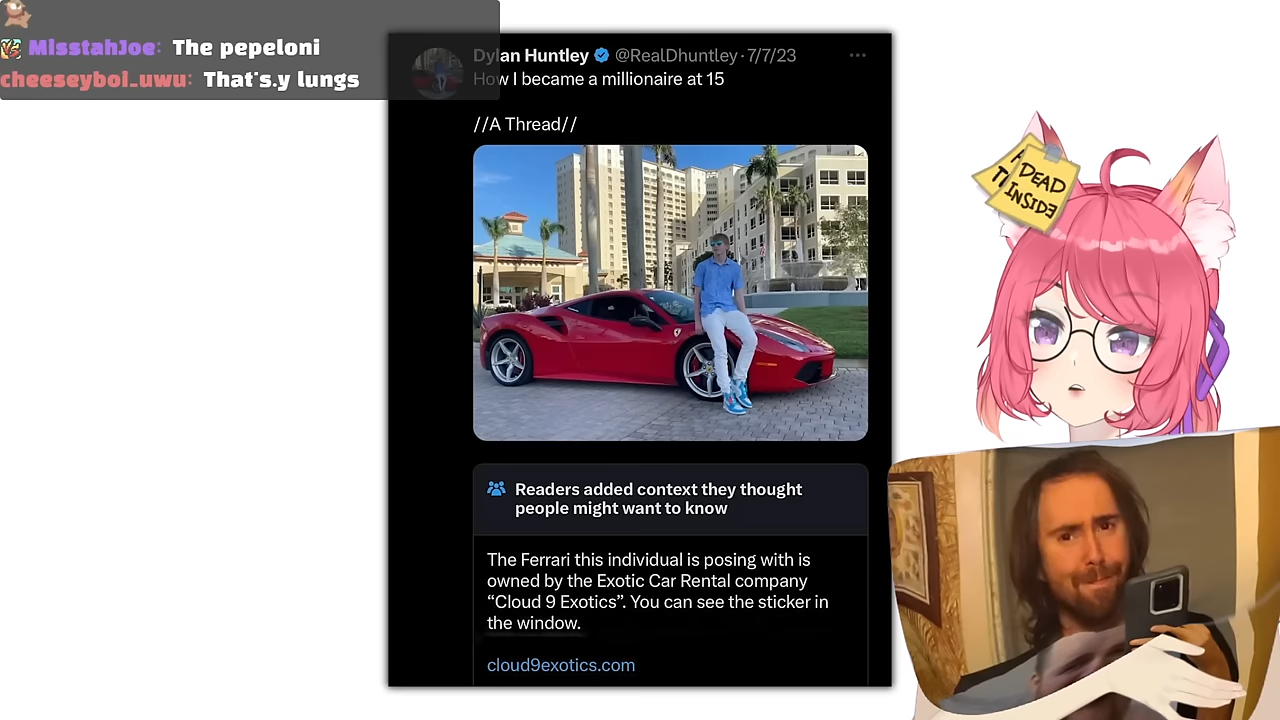 MisstahJoe: The pepeloni
cheeseyboi_uwu: That's.y lungs
Dylan Huntley @RealDhuntley · 7/7/23
How I became a millionaire at 15
//A Thread//
Readers added context they thought
people might want to know
The Ferrari this individual is posing with is
owned by the Exotic Car Rental company
“Cloud 9 Exotics”. You can see the sticker in
the window.
cloud9exotics.com
DEAD
INSIDE